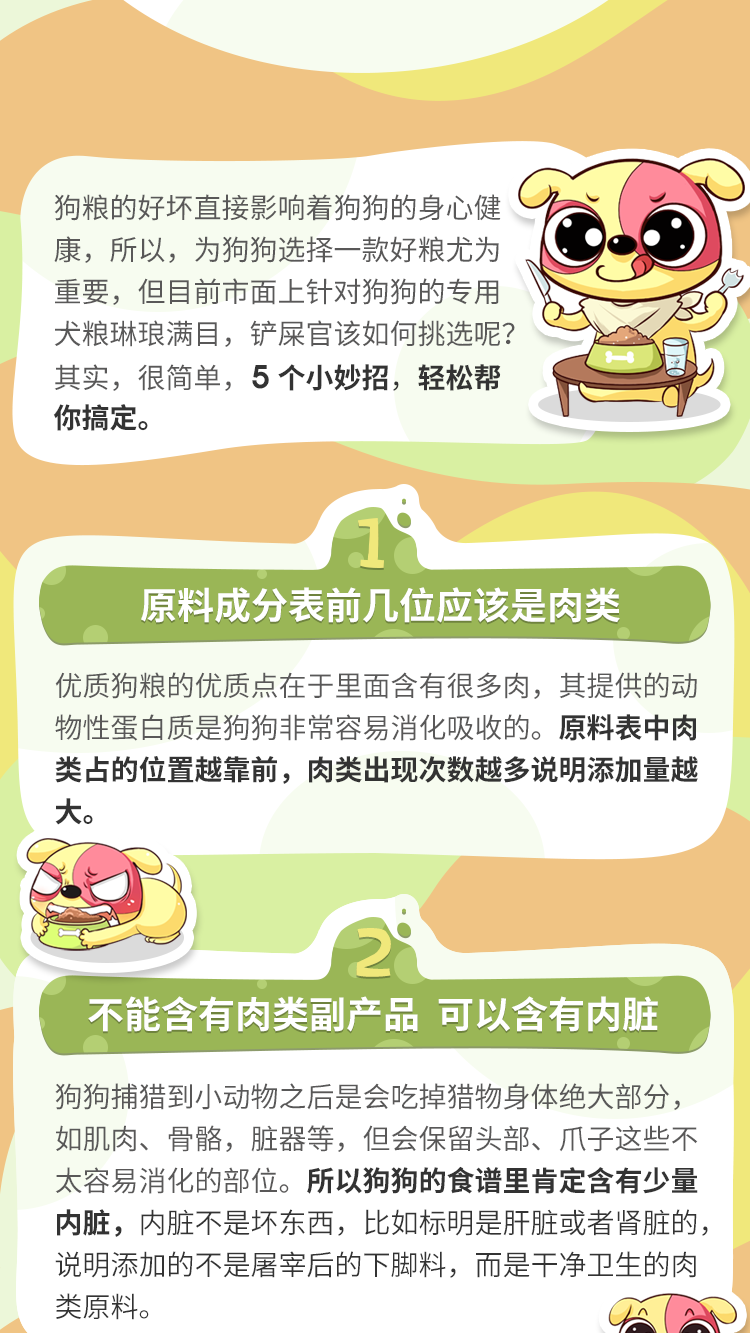 狗粮的好坏直接影响着狗狗的身心健
康，所以，为狗狗选择一款好粮尤为
重要，但目前市面上针对狗狗的专用
犬粮琳琅满目，铲屎官该如何挑选呢？
其实，很简单，5 个小妙招，轻松帮
你搞定。
1
原料成分表前几位应该是肉类
优质狗粮的优质点在于里面含有很多肉，其提供的动
物性蛋白质是狗狗非常容易消化吸收的。原料表中肉
类占的位置越靠前，肉类出现次数越多说明添加量越
大。
2
不能含有肉类副产品 可以含有内脏
狗狗捕猎到小动物之后是会吃掉猎物身体绝大部分，
如肌肉、骨骼，脏器等，但会保留头部、爪子这些不
太容易消化的部位。所以狗狗的食谱里肯定含有少量
内脏，内脏不是坏东西，比如标明是肝脏或者肾脏的，
说明添加的不是屠宰后的下脚料，而是干净卫生的肉
类原料。